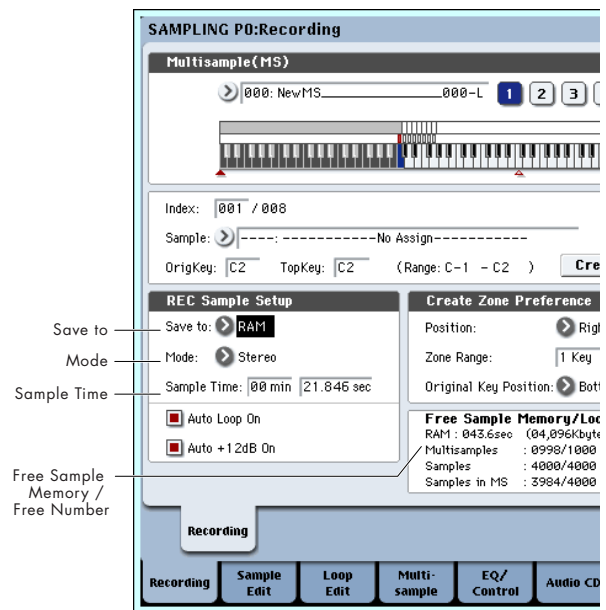 SAMPLING P0:Recording
Multisample(MS)
000: NewMS________________000-L 1 2 3
Index: 001 / 008
Sample: ----: -----------No Assign-----------
OrigKey: C2 TopKey: C2 (Range: C-1 - C2 ) Cre
REC Sample Setup
Save to: RAM
Mode: Stereo
Sample Time: 00 min 21.846 sec
Auto Loop On
Auto +12dB On
Create Zone Preference
Position: Righ
Zone Range: 1 Key
Original Key Position: Bott
Free Sample Memory/Loc
RAM : 043.6sec (04,096Kbyte
Multisamples : 0998/1000
Samples : 4000/4000
Samples in MS : 3984/4000
Save to
Mode
Sample Time
Free Sample
Memory /
Free Number
Recording
Recording
Sample
Edit
Loop
Edit
Multi-
sample
EQ/
Control
Audio CD